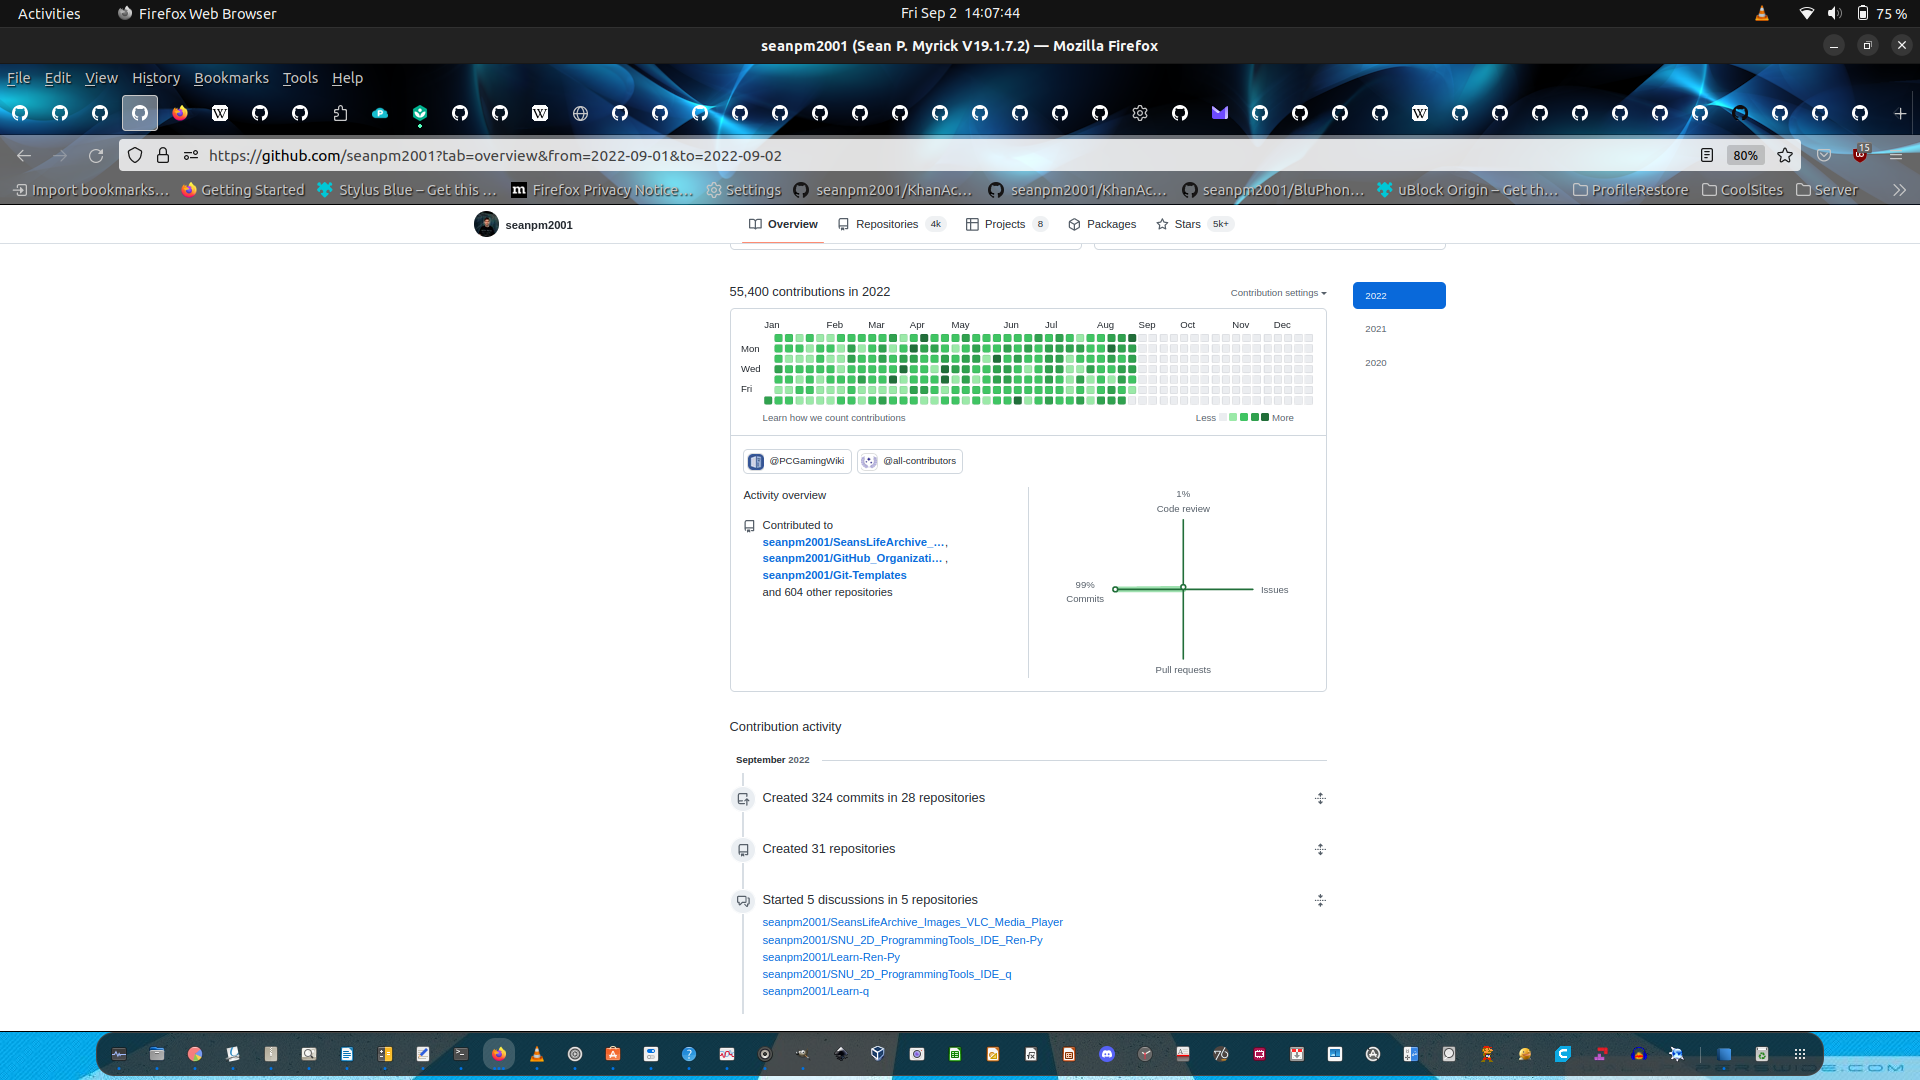 Activities
Firefox Web Browser
Fri Sep 2 14:07:44
75 %
seanpm2001 (Sean P. Myrick V19.1.7.2) — Mozilla Firefox
File Edit View History Bookmarks Tools Help
https://github.com/seanpm2001?tab=overview&from=2022-09-01&to=2022-09-02
80%
15
Import bookmarks…
Getting Started
Stylus Blue – Get this …
Firefox Privacy Notice…
Settings
seanpm2001/KhanAc…
seanpm2001/KhanAc…
seanpm2001/BluPhon…
uBlock Origin – Get th…
ProfileRestore
CoolSites
Server
seanpm2001
Overview
Repositories 4k
Projects 8
Packages
Stars 5k+
55,400 contributions in 2022
Contribution settings
2022
2021
2020
Jan Feb Mar Apr May Jun Jul Aug Sep Oct Nov Dec
Mon
Wed
Fri
Learn how we count contributions
Less
More
@PCGamingWiki
@all-contributors
Activity overview
Contributed to
seanpm2001/SeansLifeArchive_…,
seanpm2001/GitHub_Organizati… ,
seanpm2001/Git-Templates
and 604 other repositories
1%
Code review
99%
Commits
Issues
Pull requests
Contribution activity
September 2022
Created 324 commits in 28 repositories
Created 31 repositories
Started 5 discussions in 5 repositories
seanpm2001/SeansLifeArchive_Images_VLC_Media_Player
seanpm2001/SNU_2D_ProgrammingTools_IDE_Ren-Py
seanpm2001/Learn-Ren-Py
seanpm2001/SNU_2D_ProgrammingTools_IDE_q
seanpm2001/Learn-q